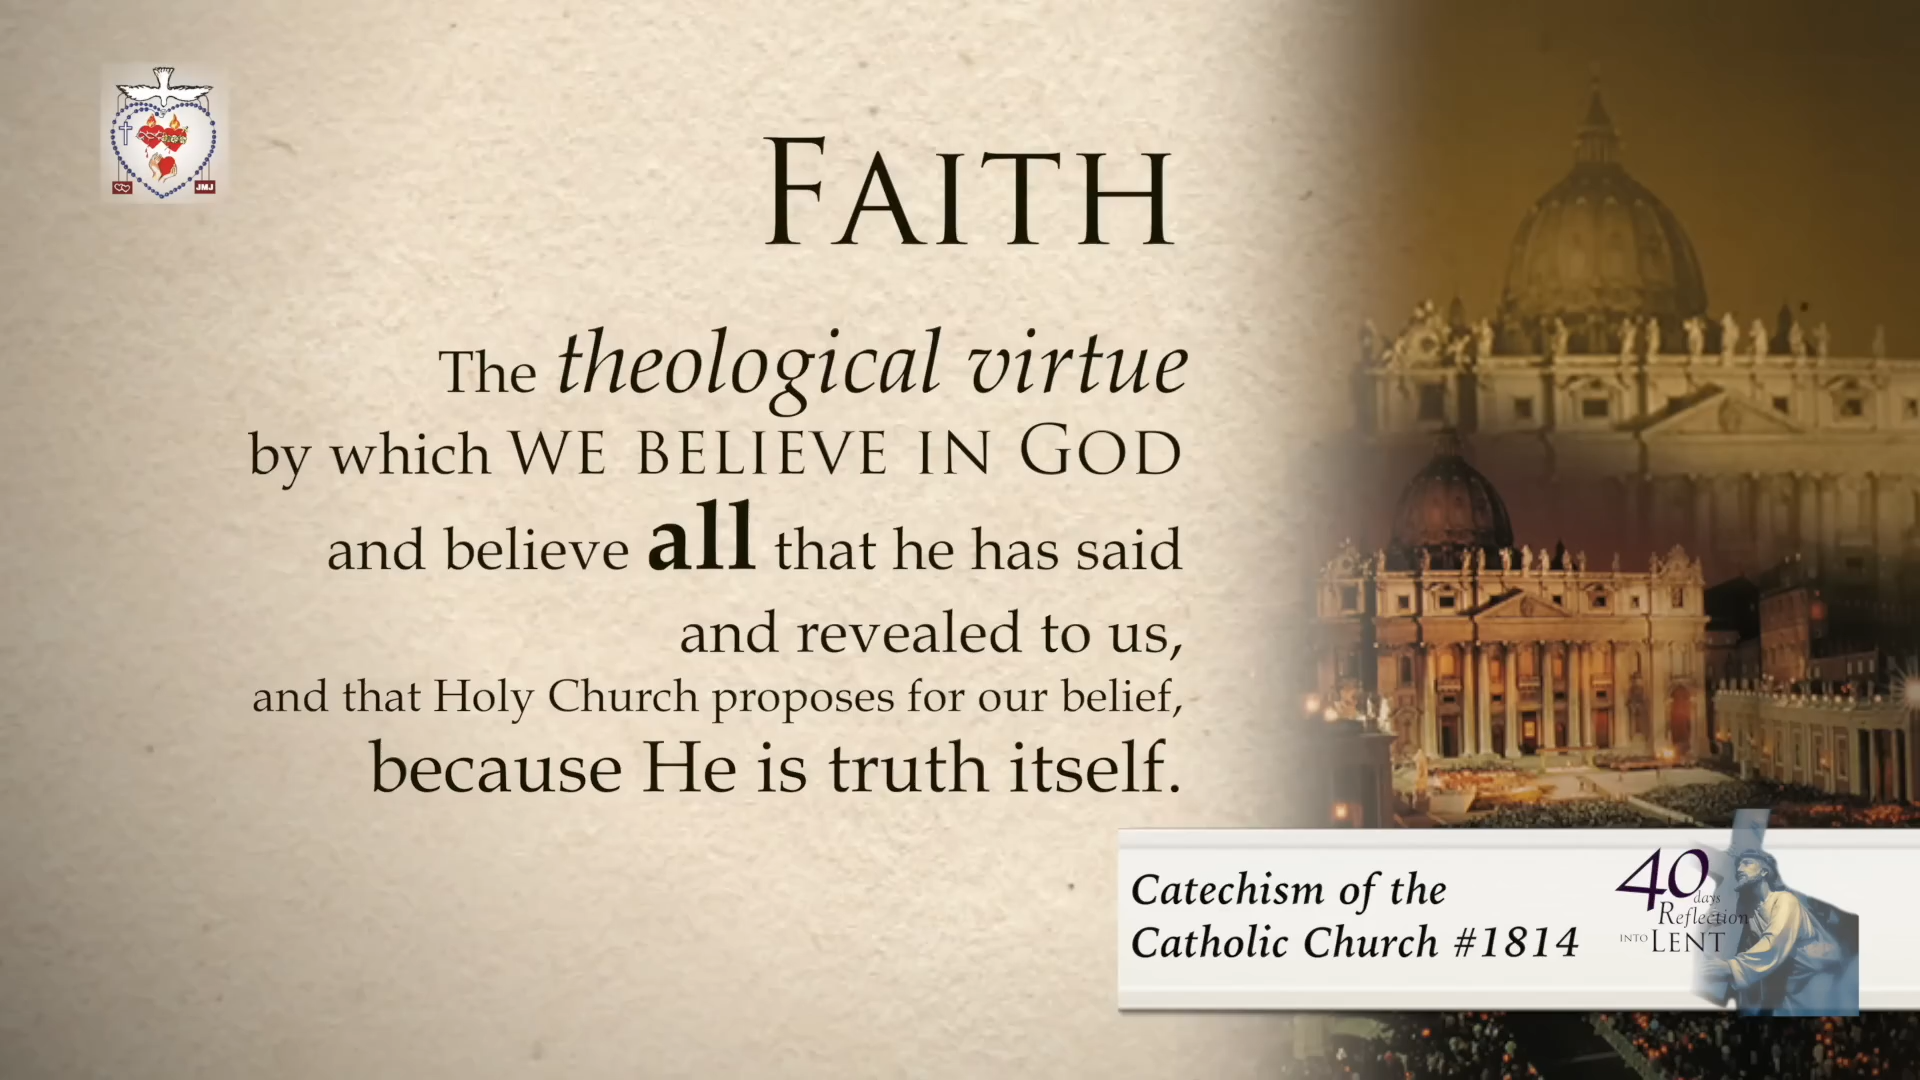 JMJ
FAITH
The theological virtue
by which WE BELIEVE IN GOD
and believe all that he has said
and revealed to us,
and that Holy Church proposes for our belief,
because He is truth itself.
Catechism of the
Catholic Church #1814
40
days
Reflection
INTO LENT